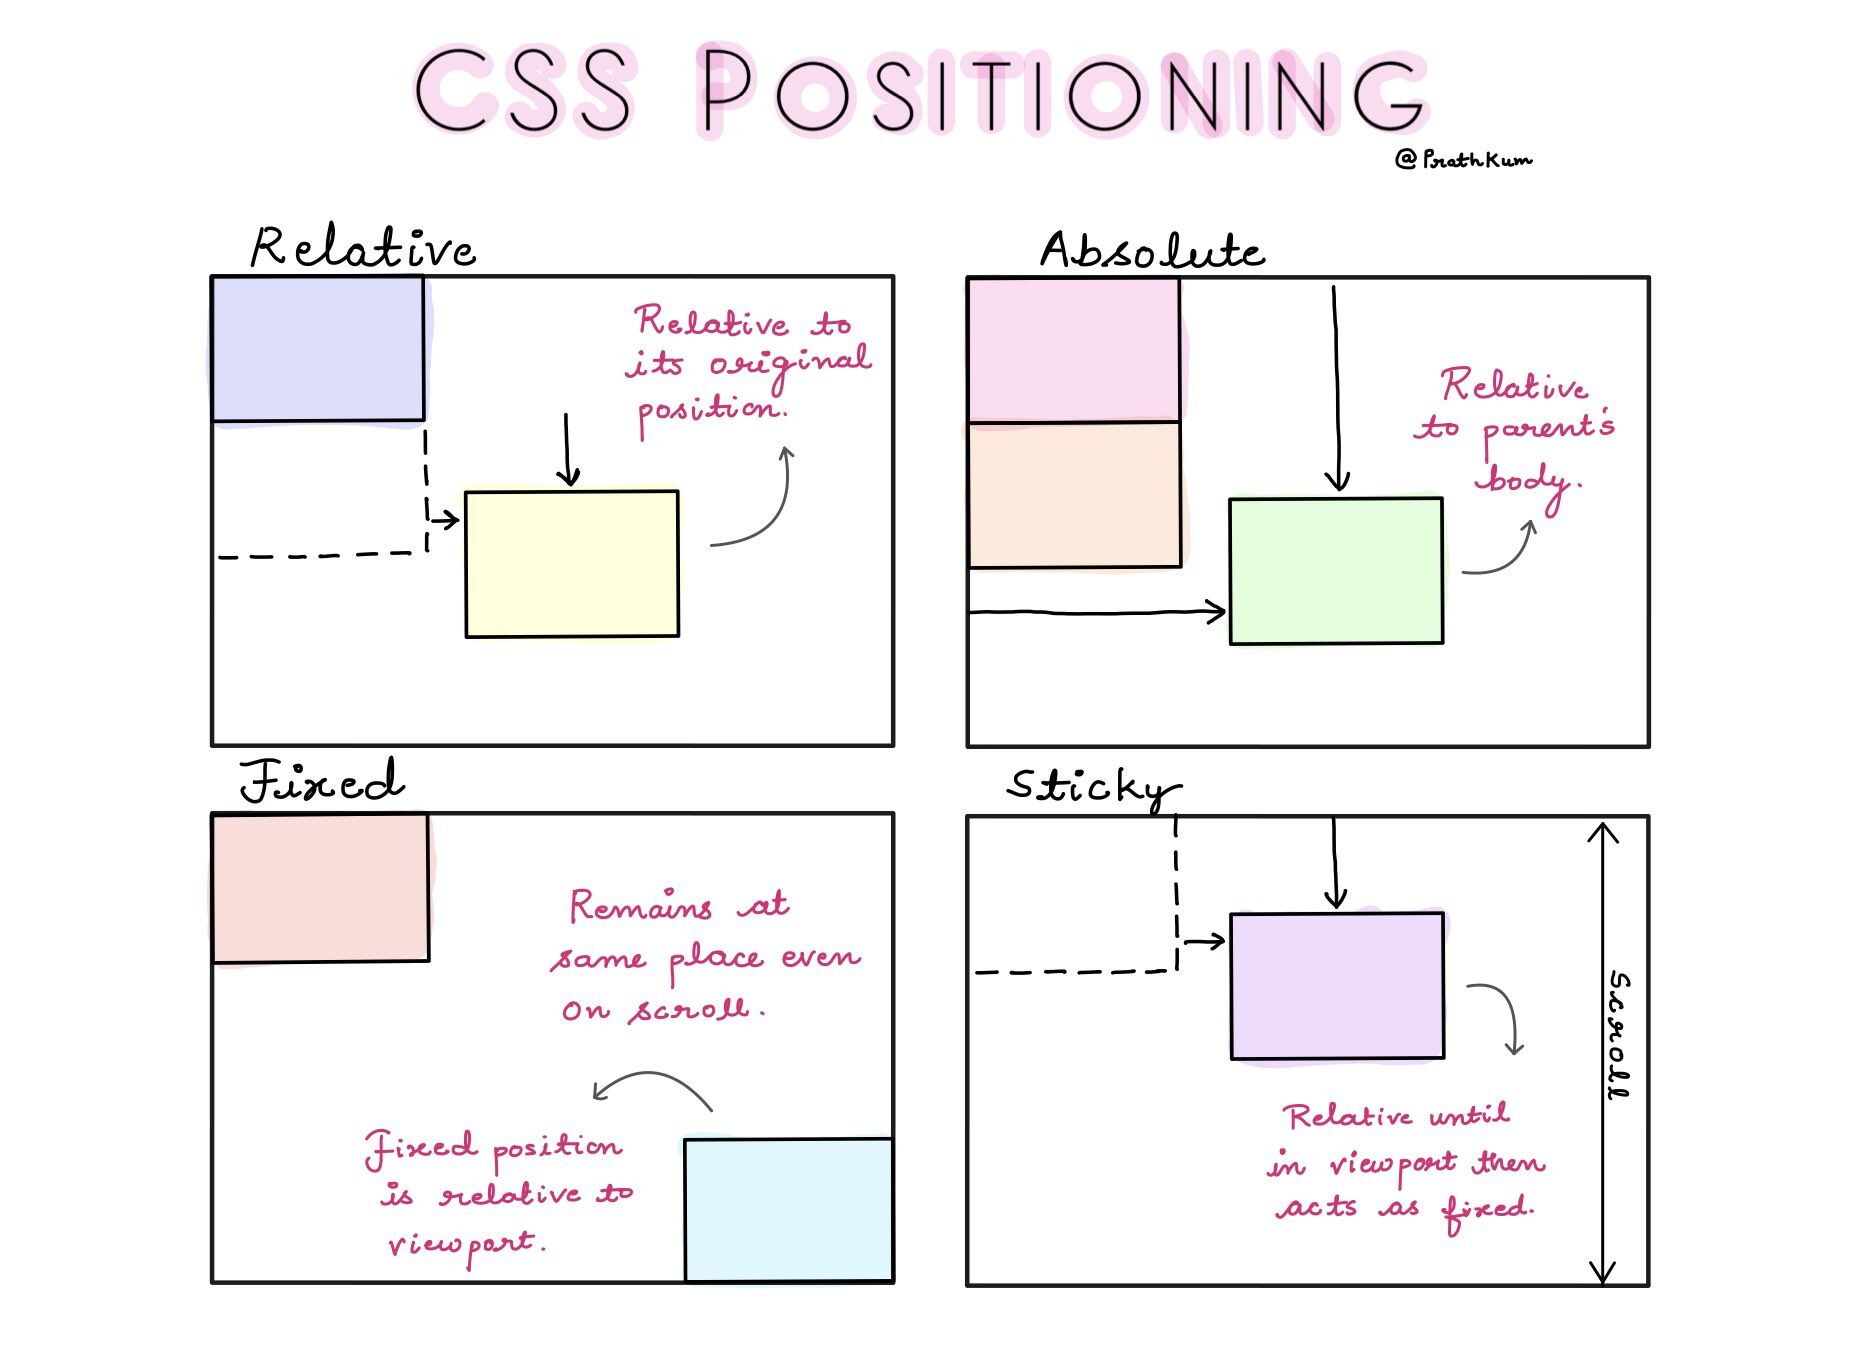 CSS POSITIONING
@PrathKum
Relative
Relative to
its original
position.
Absolute
Relative
to parent's
body.
Fixed
Remains at
same place even
on scroll.
Fixed position
is relative to
viewport.
Sticky
Scroll
Relative until
in viewport then
acts as fixed.